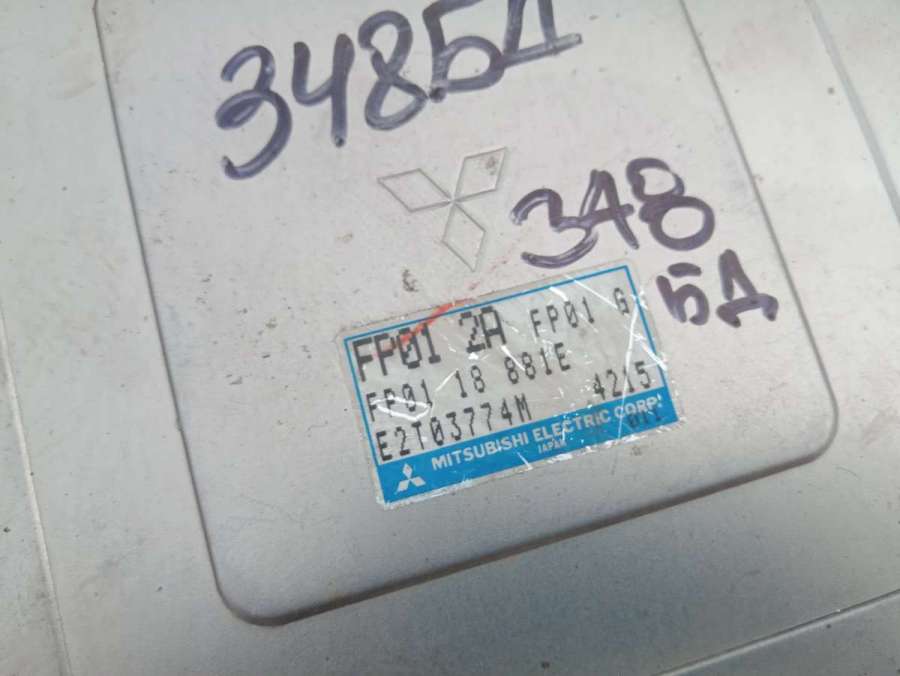 348БД
348
БД
FP01 2A FP01 G
FP01 18 881E
E2T03774M 4215
MITSUBISHI ELECTRIC CORP.
JAPAN